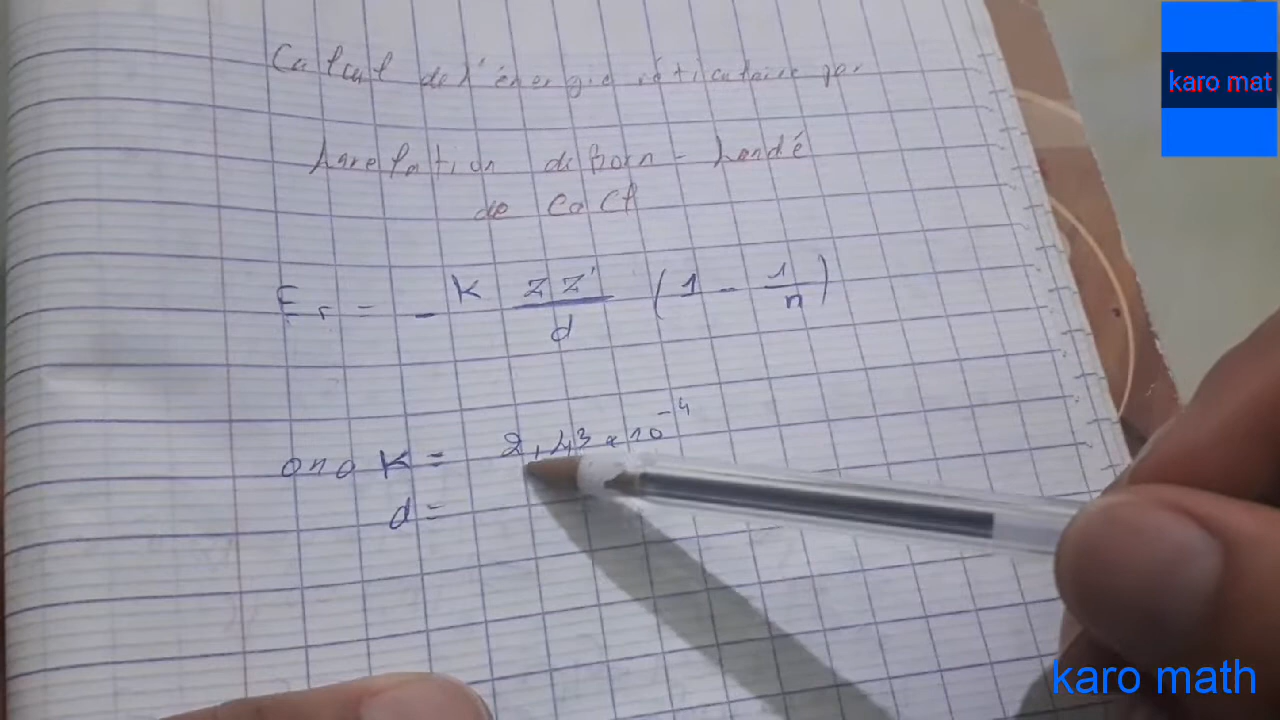 karo mat
Calcul de l'énergie réticulaire par
la relation de Born - Landé
de CaCl
Er = - K ZZ' / d (1 - 1/n)
on a K = 2,43 × 10⁻⁴
d =
karo math